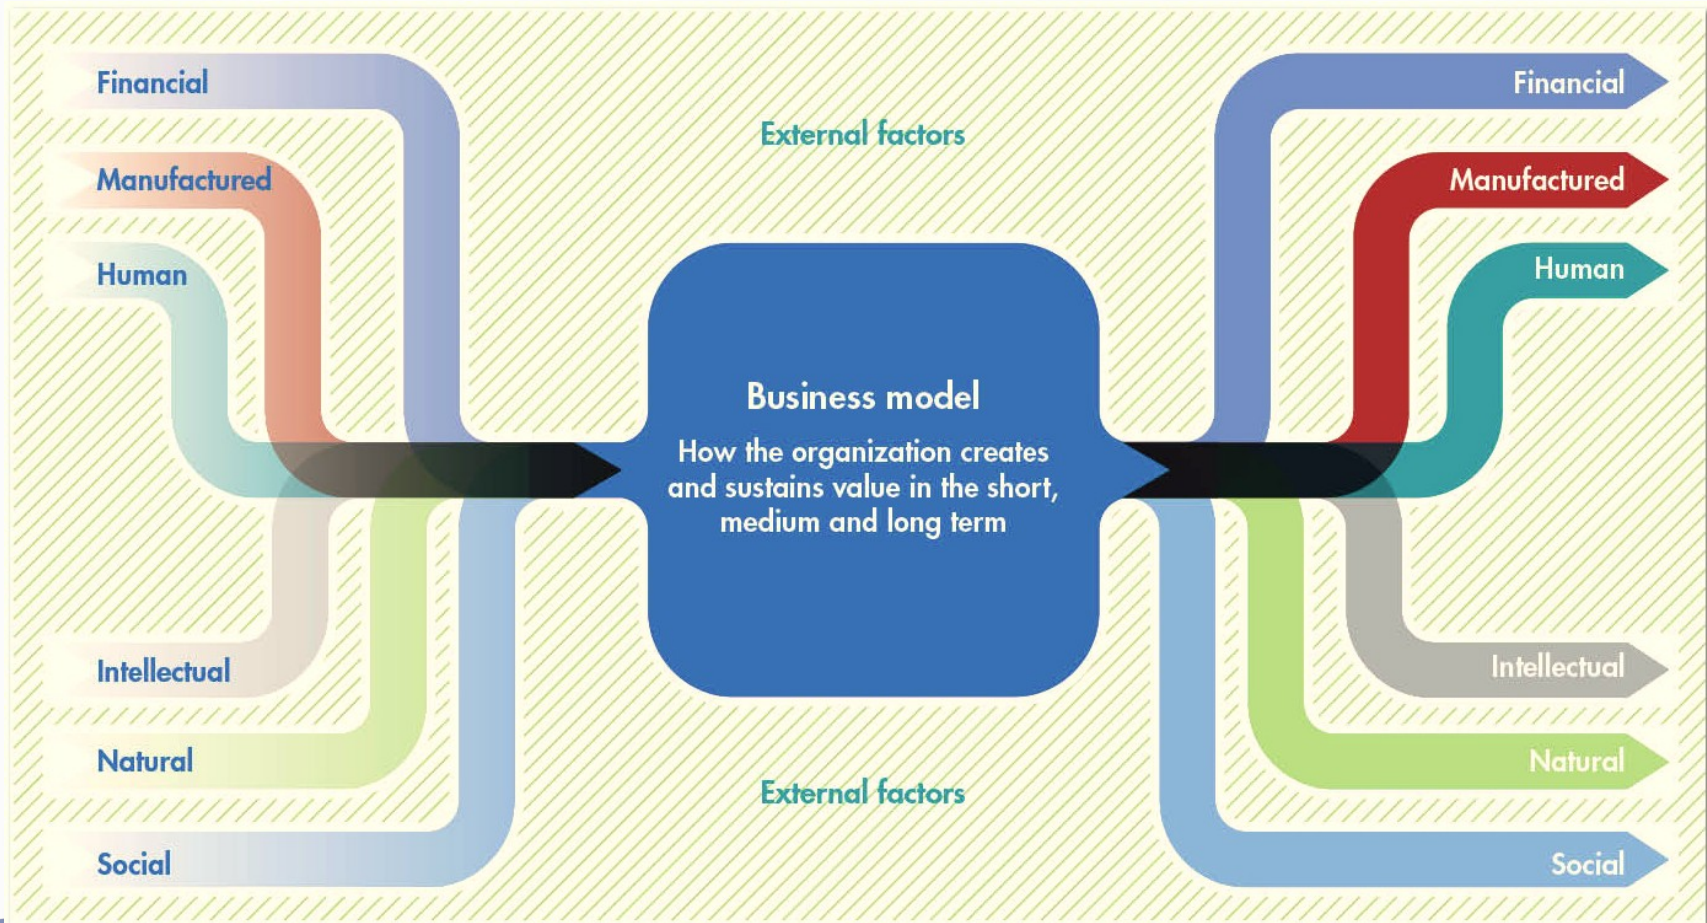 Financial
Manufactured
Human
Intellectual
Natural
Social
External factors
Business model
How the organization creates
and sustains value in the short,
medium and long term
External factors
Financial
Manufactured
Human
Intellectual
Natural
Social